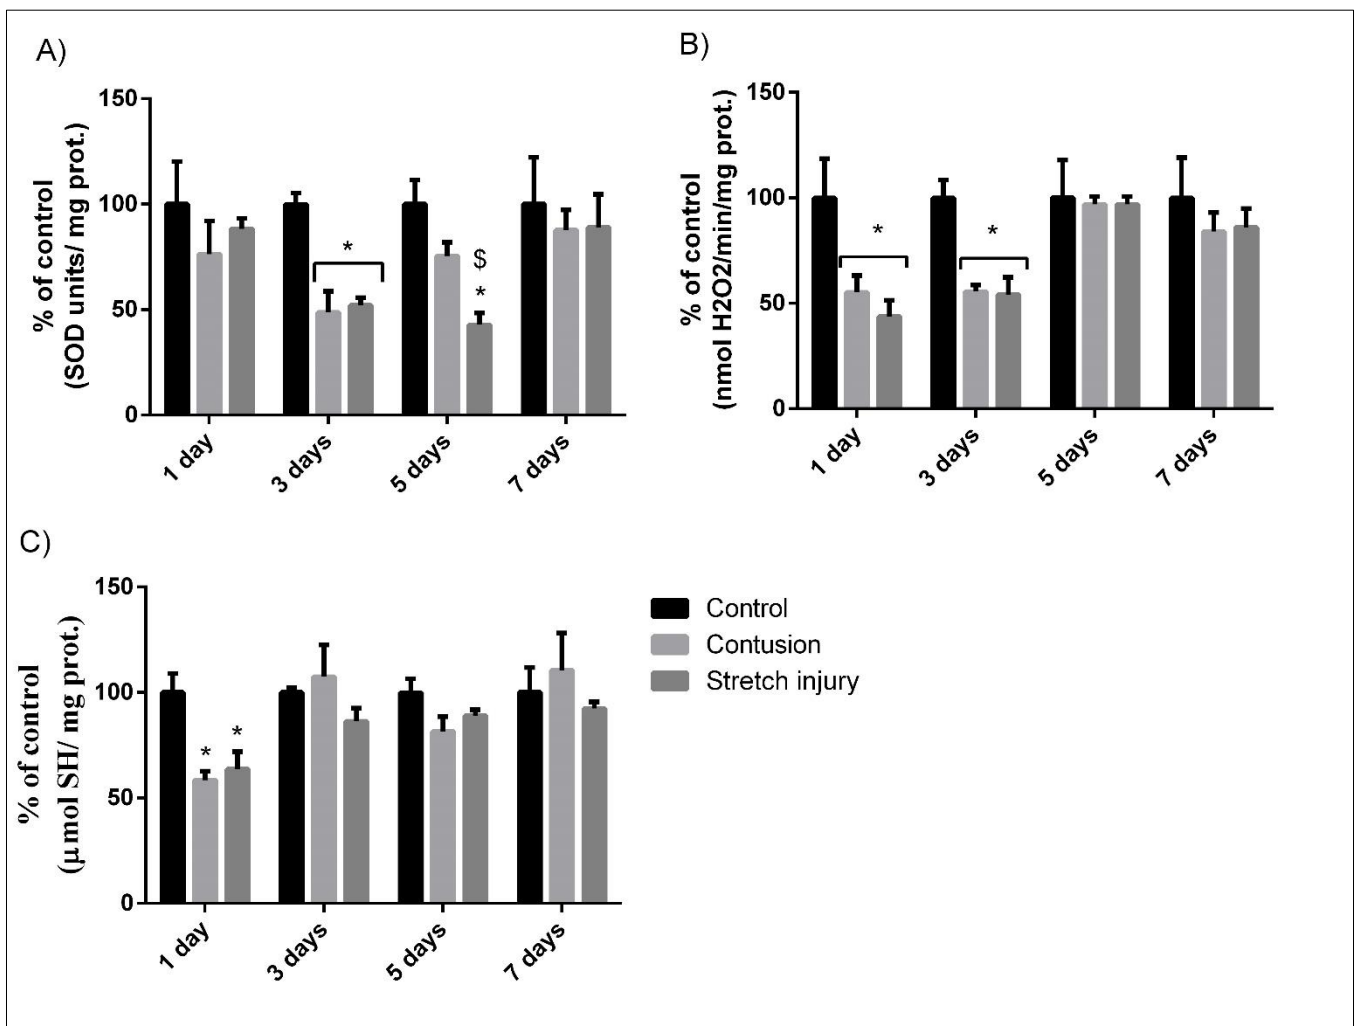 A)
% of control
(SOD units/ mg prot.)
150
100
50
0
*
$
*
1 day
3 days
5 days
7 days
B)
% of control
(nmol H2O2/min/mg prot.)
150
100
50
0
*
*
1 day
3 days
5 days
7 days
C)
% of control
(µmol SH/ mg prot.)
150
100
50
0
*
*
1 day
3 days
5 days
7 days
Control
Contusion
Stretch injury